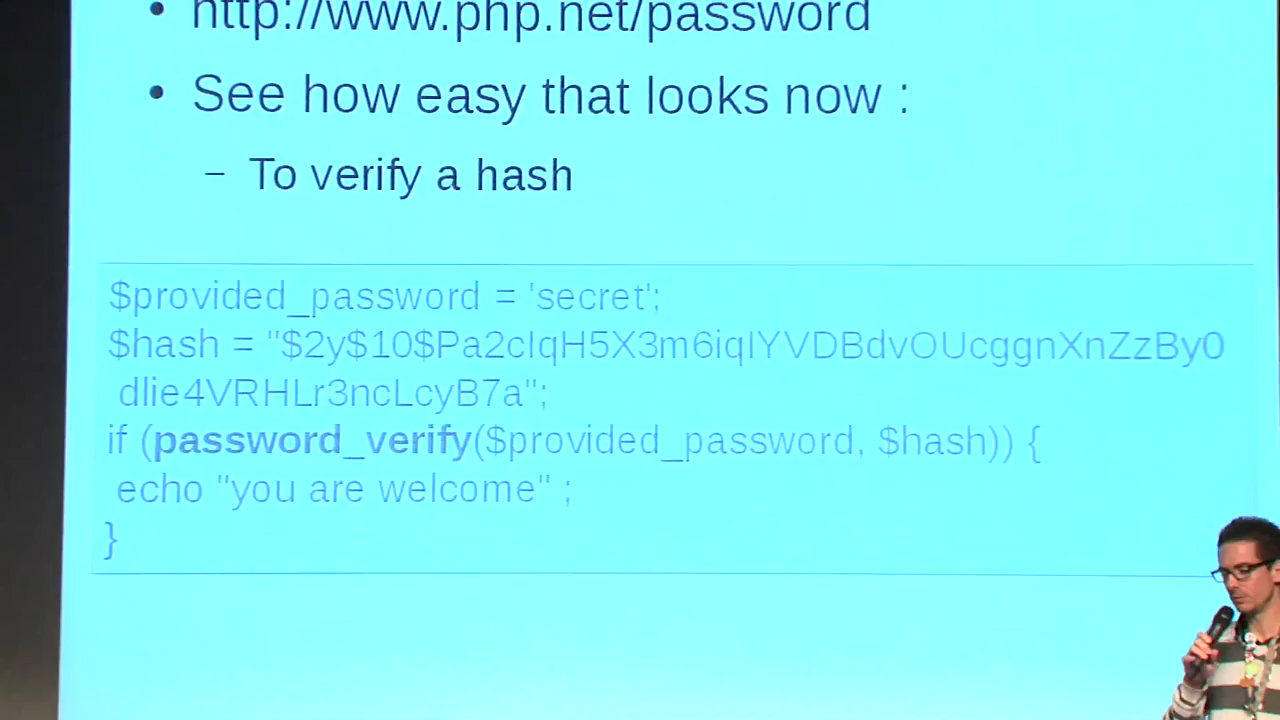 • http://www.php.net/password
• See how easy that looks now :
– To verify a hash
$provided_password = 'secret';
$hash = "$2y$10$Pa2cIqH5X3m6iqIYVDBdvOUcggnXnZzBy0
dlie4VRHLr3ncLcyB7a";
if (password_verify($provided_password, $hash)) {
echo "you are welcome" ;
}